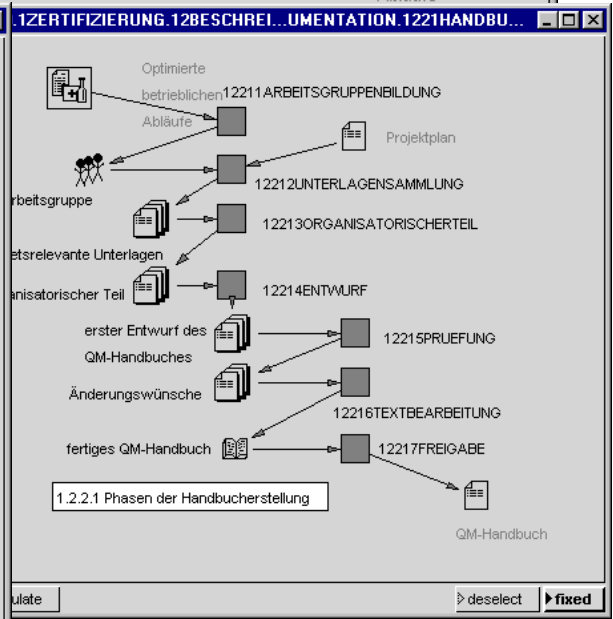 .1ZERTIFIZIERUNG.12BESCHREI...UMENTATION.1221HANDBU...
Optimierte
betrieblichen
Abläufe
12211ARBEITSGRUPPENBILDUNG
Projektplan
12212UNTERLAGENSAMMLUNG
rbeitsgruppe
12213ORGANISATORISCHERTEIL
etsrelevante Unterlagen
anisatorischer Teil
12214ENTWURF
erster Entwurf des
QM-Handbuches
12215PRUEFUNG
Änderungswünsche
12216TEXTBEARBEITUNG
fertiges QM-Handbuch
12217FREIGABE
1.2.2.1 Phasen der Handbucherstellung
QM-Handbuch
ulate
deselect
fixed